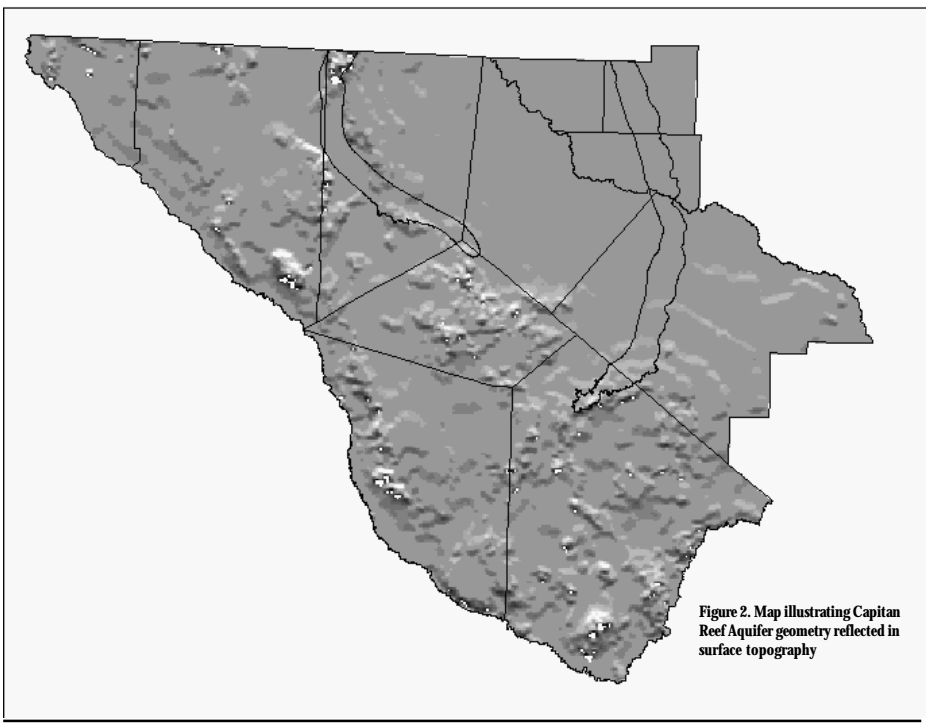 Figure 2. Map illustrating Capitan
Reef Aquifer geometry reflected in
surface topography